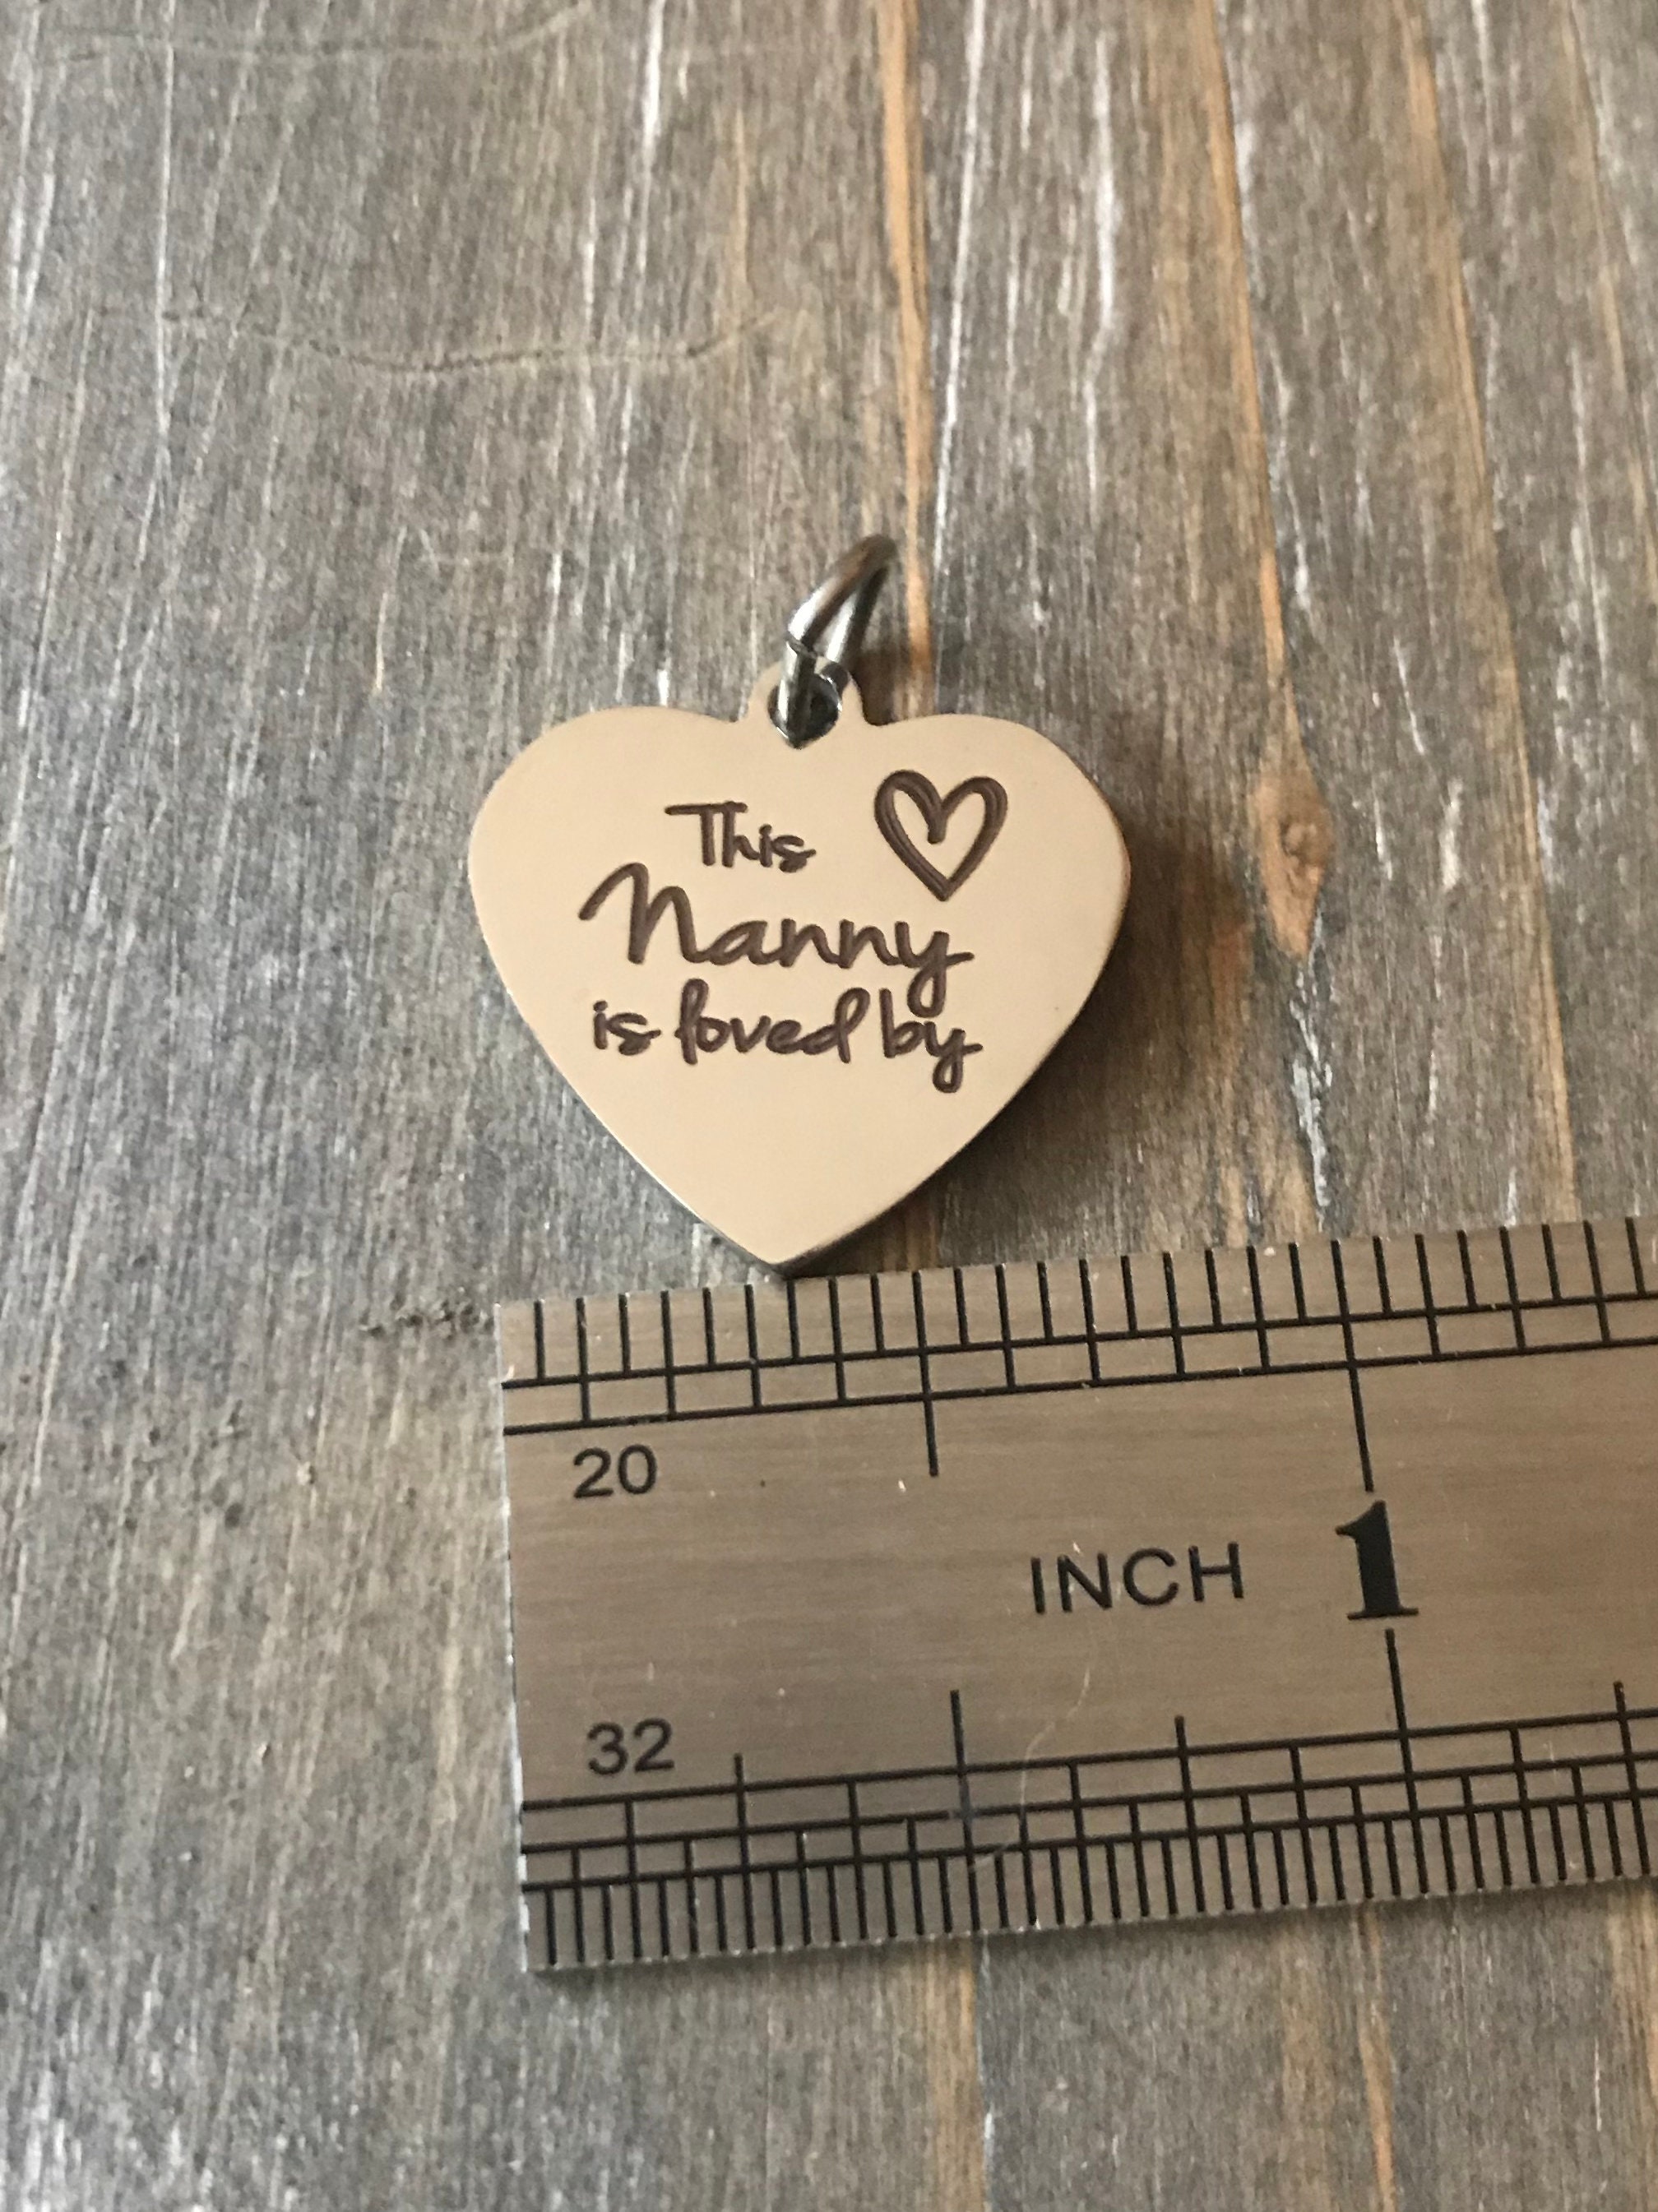 This
Nanny
is loved by
20
INCH 1
32